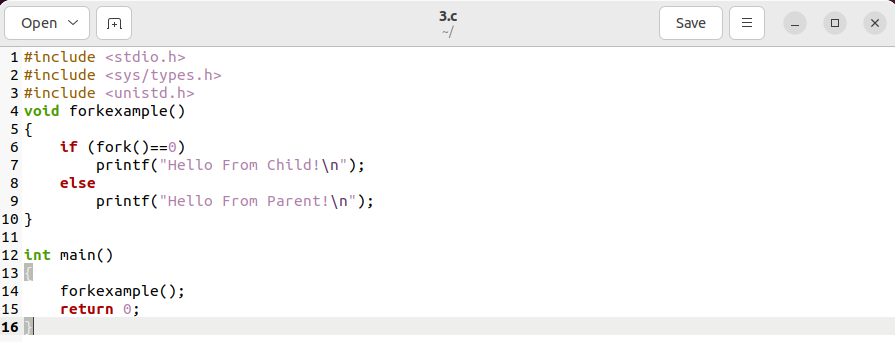 Open
3.c
~/
Save
1 #include <stdio.h>
2 #include <sys/types.h>
3 #include <unistd.h>
4 void forkexample()
5 {
6     if (fork()==0)
7         printf("Hello From Child!\n");
8     else
9         printf("Hello From Parent!\n");
10 }
11
12 int main()
13 {
14     forkexample();
15     return 0;
16 }